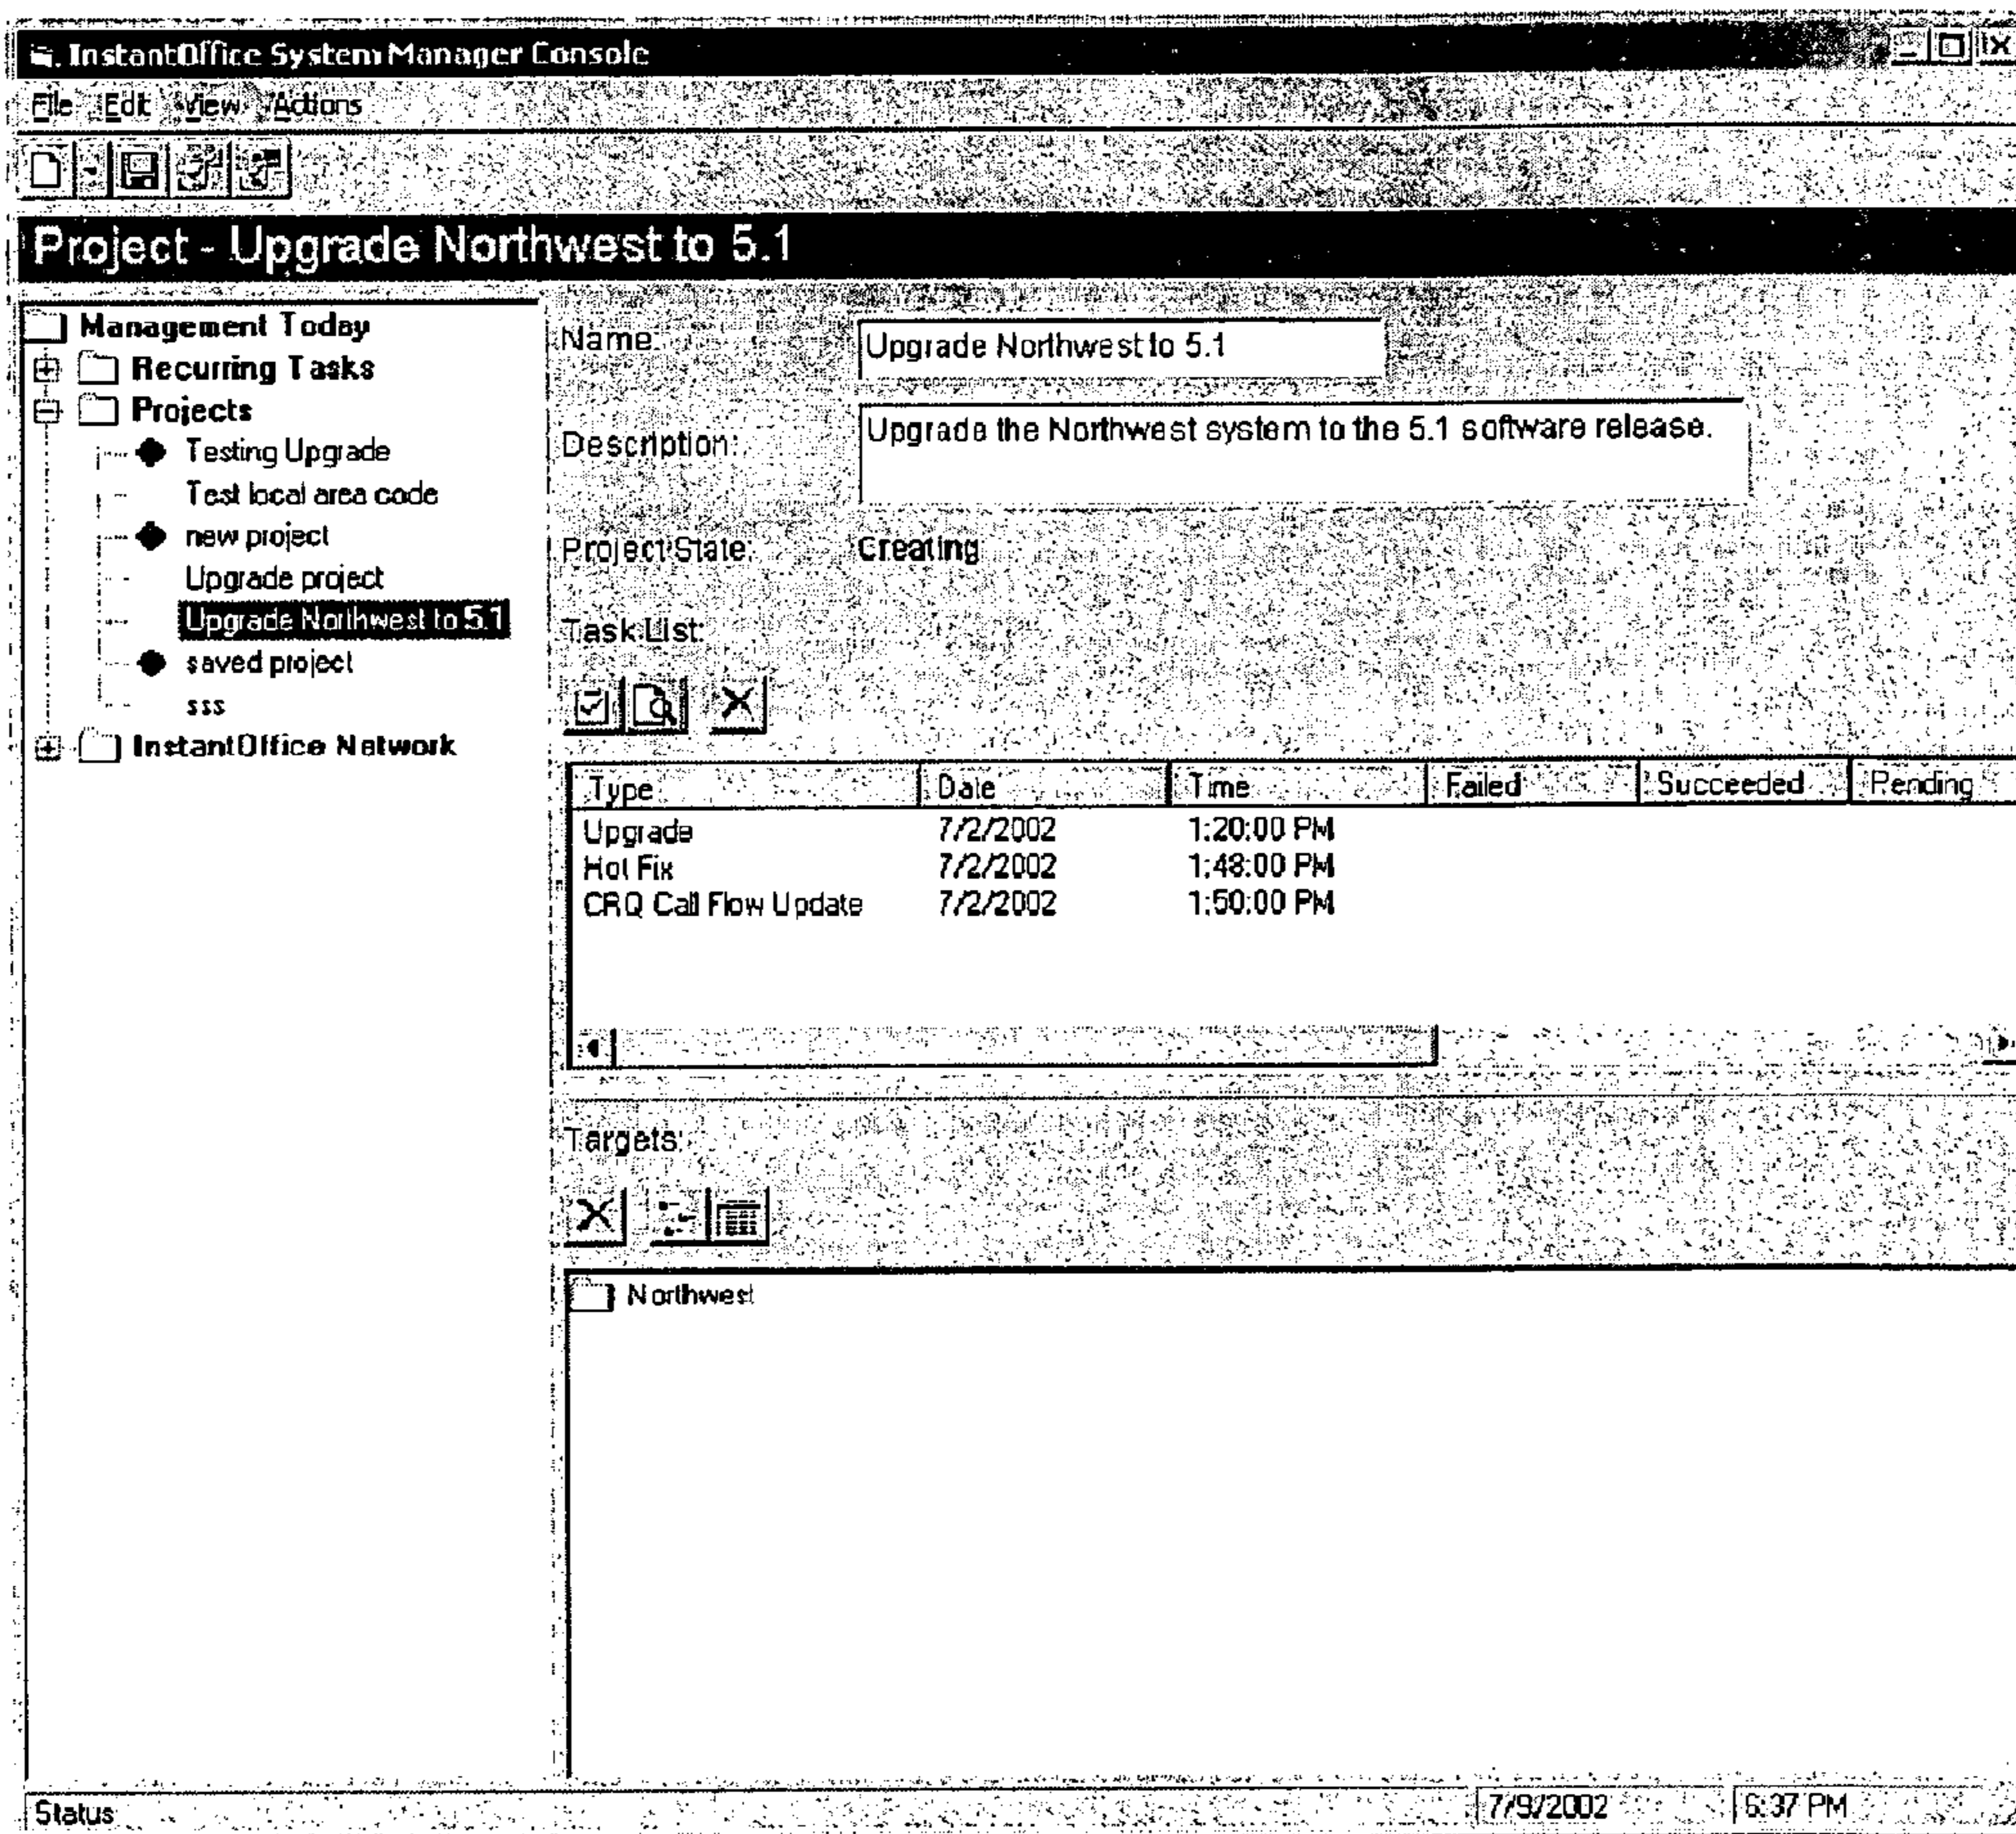 InstantOffice System Manager Console
File Edit View Actions
Project - Upgrade Northwest to 5.1
Management Today
Recurring Tasks
Projects
Testing Upgrade
Test local area code
new project
Upgrade project
Upgrade Northwest to 5.1
saved project
sss
InstantOffice Network
Name: Upgrade Northwest to 5.1
Description: Upgrade the Northwest system to the 5.1 software release.
Project State: Creating
Task List:
Type Date Time Failed Succeeded Pending
Upgrade 7/2/2002 1:20:00 PM
Hot Fix 7/2/2002 1:48:00 PM
CRQ Call Flow Update 7/2/2002 1:50:00 PM
Targets:
Northwest
Status 7/9/2002 6:37 PM